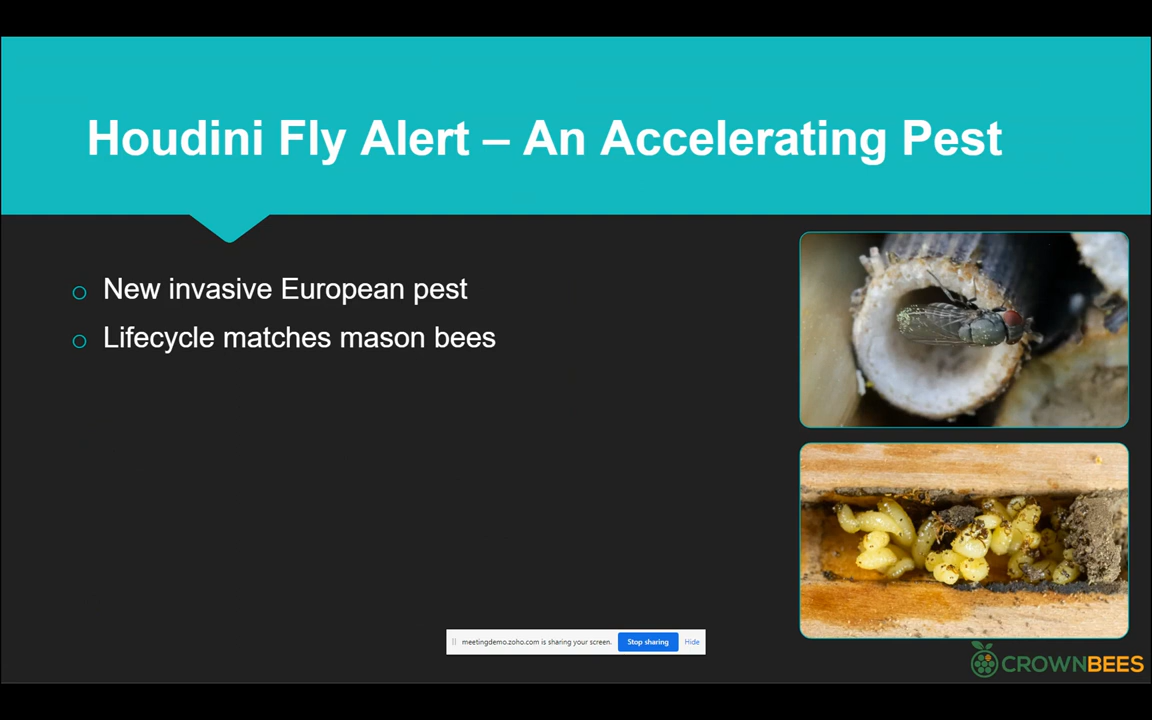 Houdini Fly Alert – An Accelerating Pest
New invasive European pest
Lifecycle matches mason bees
meetingdemo.zoho.com is sharing your screen. Stop sharing Hide
CROWNBEES